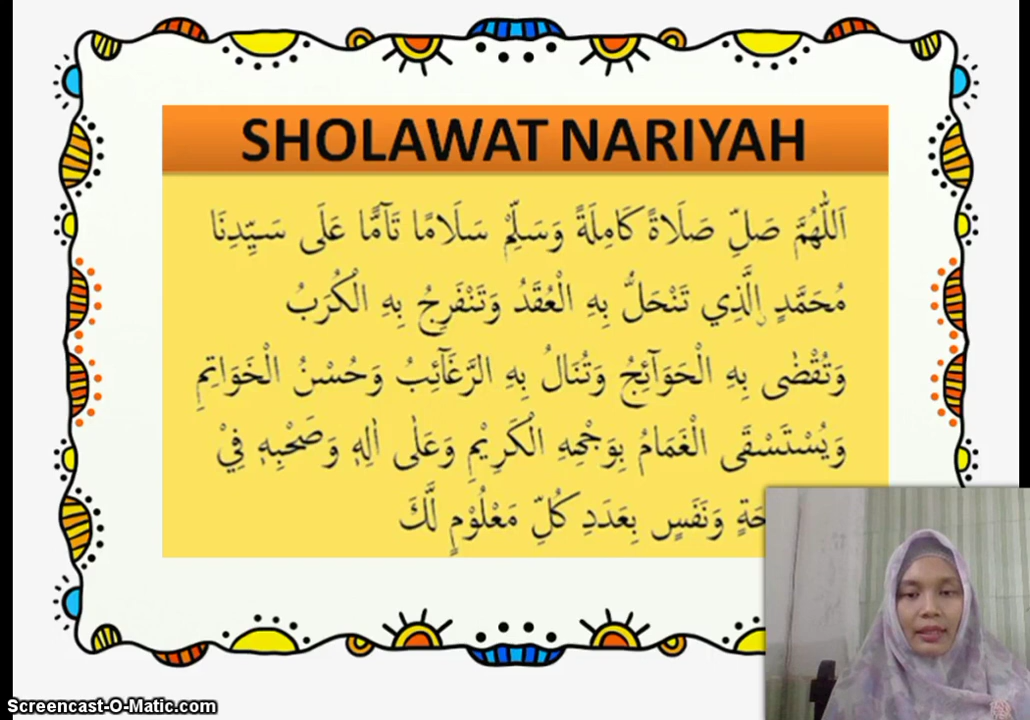 SHOLAWAT NARIYAH
اَللّٰهُمَّ صَلِّ صَلَاةً كَامِلَةً وَسَلِّمْ سَلَامًا تَآمًّا عَلَى سَيِّدِنَا
مُحَمَّدٍ اِلَّذِي تَنْحَلُّ بِهِ الْعُقَدُ وَتَنْفَرِجُ بِهِ الْكُرَبُ
وَتُقْضٰى بِهِ الْحَوَآئِجُ وَتُنَالُ بِهِ الرَّغَآئِبُ وَحُسْنُ الْخَوَاتِمِ
وَيُسْتَسْقَى الْغَمَامُ بِوَجْهِهِ الْكَرِيْمِ وَعَلٰى اٰلِهٖ وَصَحْبِهٖ فِيْ
وَنَفَسٍ بِعَدَدِ كُلِّ مَعْلُوْمٍ لَّكَ
Screencast-O-Matic.com